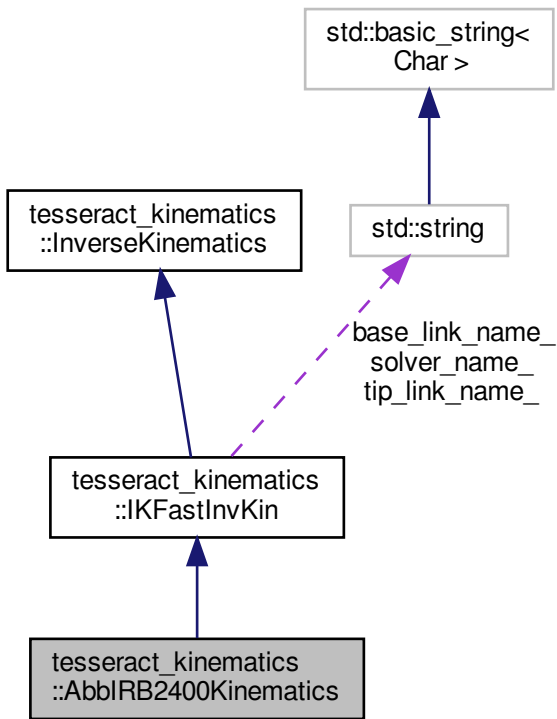 std::basic_string<
Char >
tesseract_kinematics
::InverseKinematics
std::string
base_link_name_
solver_name_
tip_link_name_
tesseract_kinematics
::IKFastInvKin
tesseract_kinematics
::AbbIRB2400Kinematics